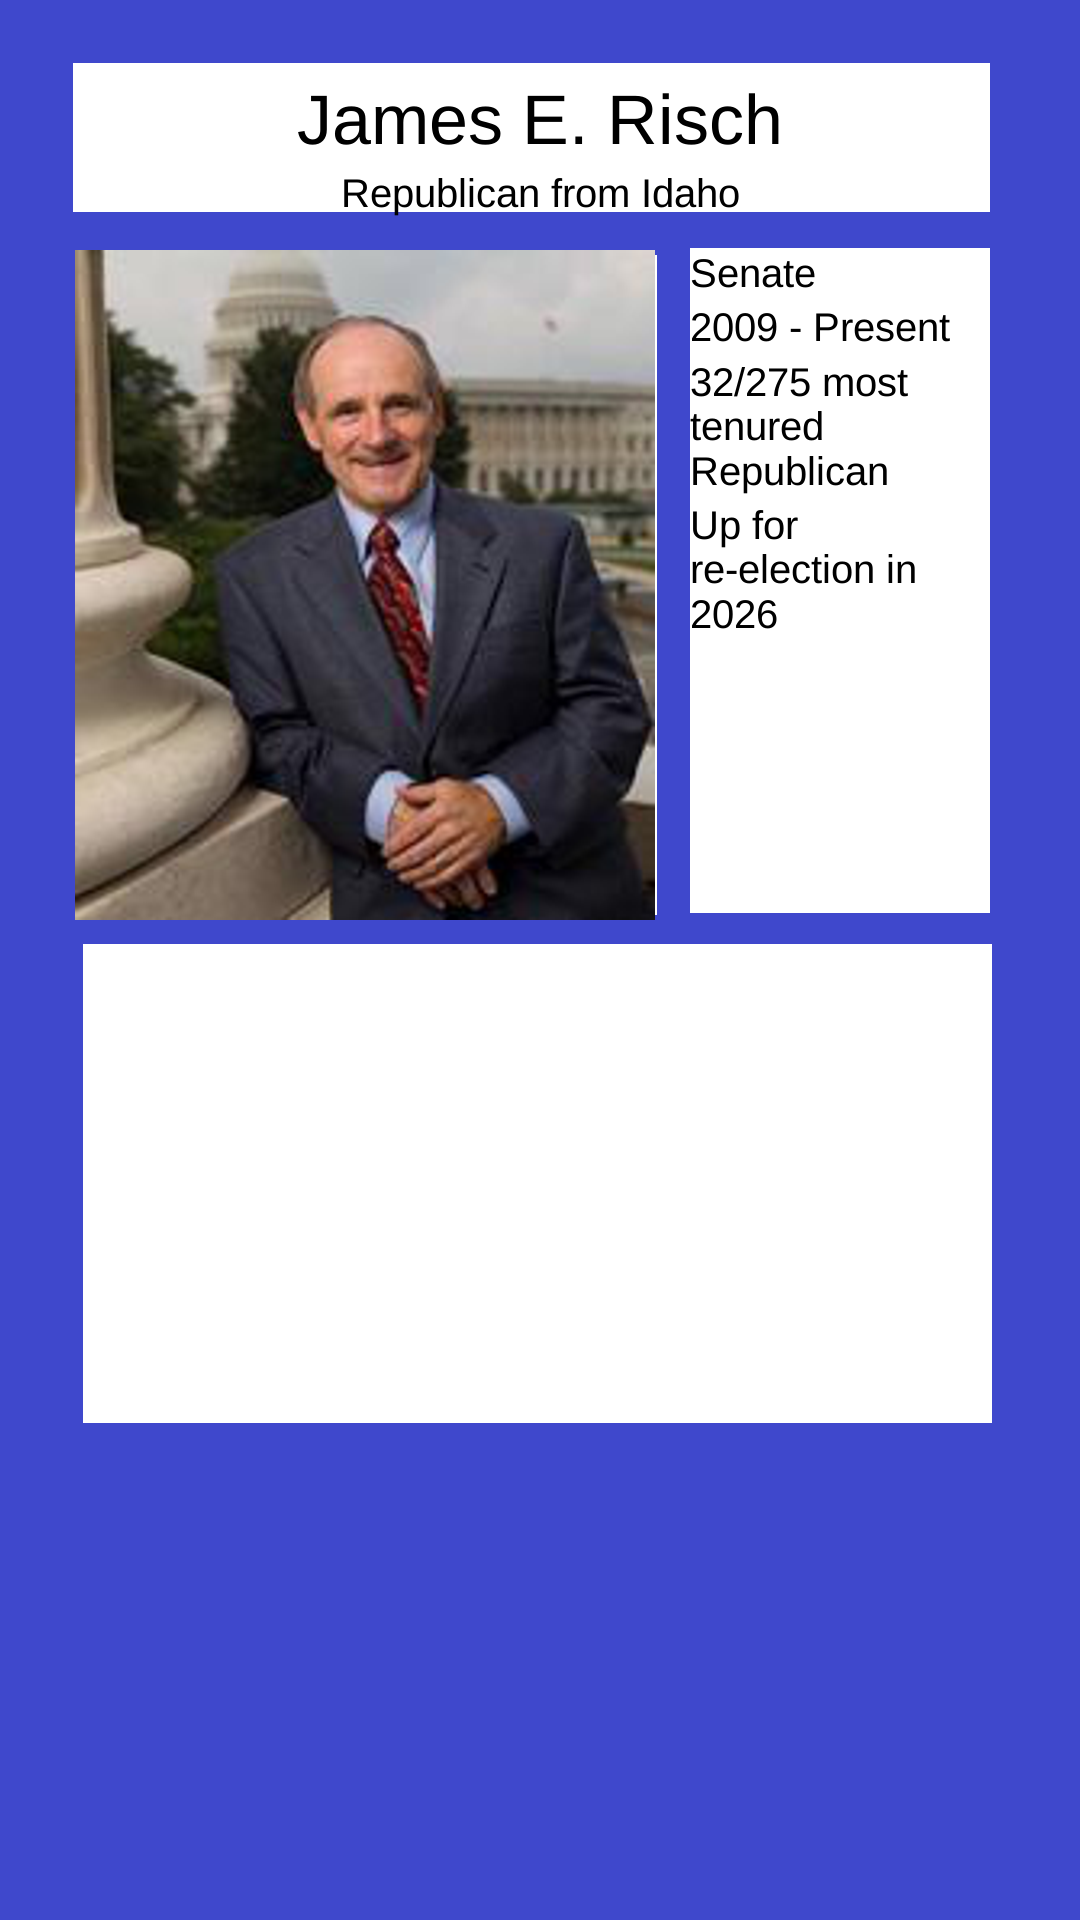 James E. Risch
Republican from Idaho
Senate
2009 - Present
32/275 most
tenured
Republican
Up for
re-election in
2026